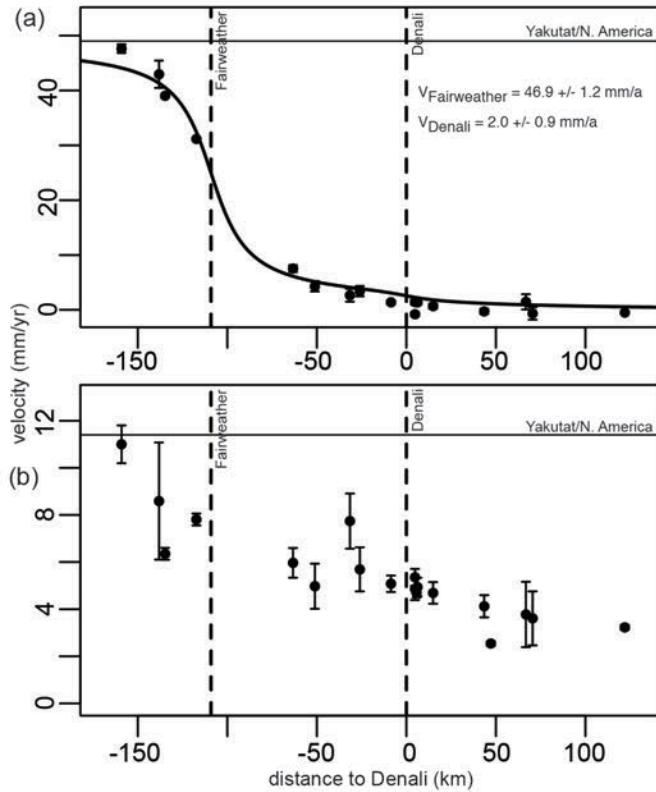 (a)
Yakutat/N. America
Fairweather
Denali
V Fairweather = 46.9 +/- 1.2 mm/a
V Denali = 2.0 +/- 0.9 mm/a
40
20
0
-150
-50
0
50
100
velocity (mm/yr)
(b)
Yakutat/N. America
Fairweather
Denali
12
8
4
0
-150
-50
0
50
100
distance to Denali (km)